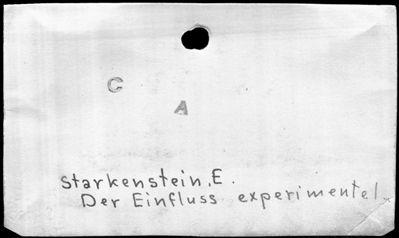 C
A
Starkenstein, E.
Der Einfluss experimentel